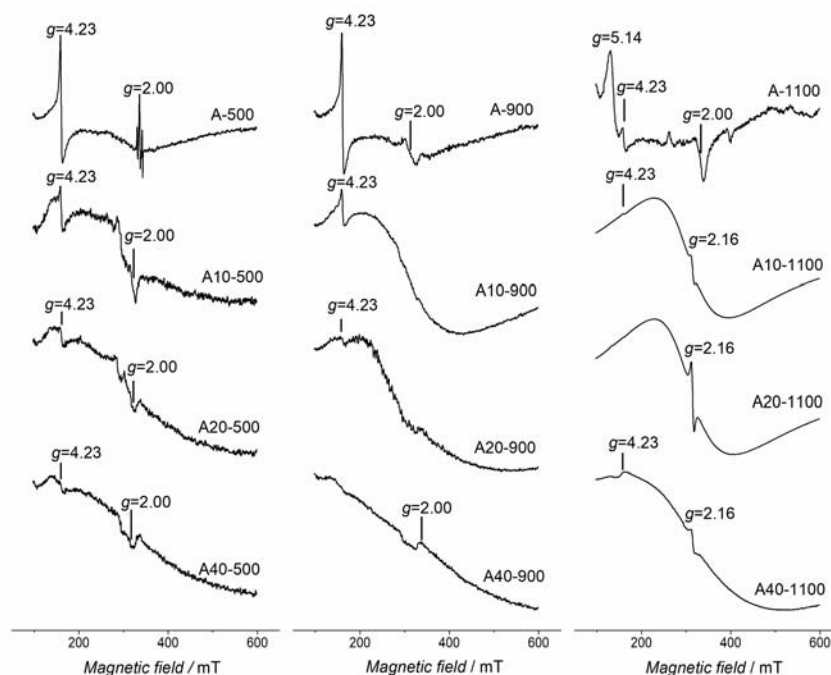 g=4.23
g=2.00
A-500
g=4.23
g=2.00
A10-500
g=4.23
g=2.00
A20-500
g=4.23
g=2.00
A40-500
200 400 600
Magnetic field / mT
g=4.23
g=2.00
A-900
g=4.23
A10-900
g=4.23
A20-900
g=2.00
A40-900
200 400 600
Magnetic field / mT
g=5.14
g=4.23
g=2.00
A-1100
g=4.23
g=2.16
A10-1100
g=2.16
A20-1100
g=4.23
g=2.16
A40-1100
200 400 600
Magnetic field / mT